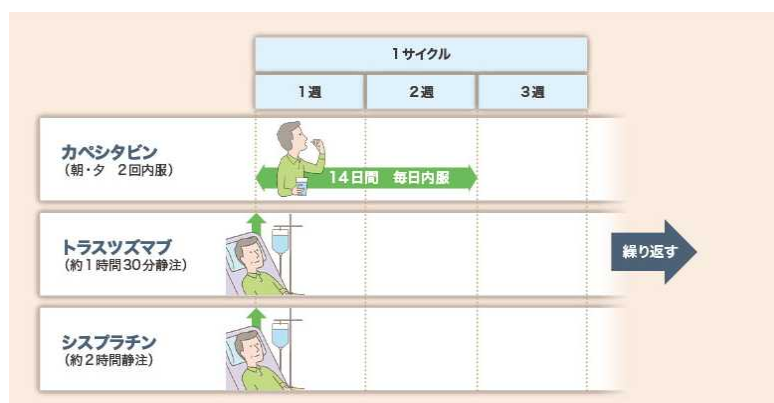 1サイクル
1週 2週 3週
カペシタビン
(朝・夕 2回内服)
14日間 毎日内服
トラスツズマブ
(約1時間30分静注)
繰り返す
シスプラチン
(約2時間静注)